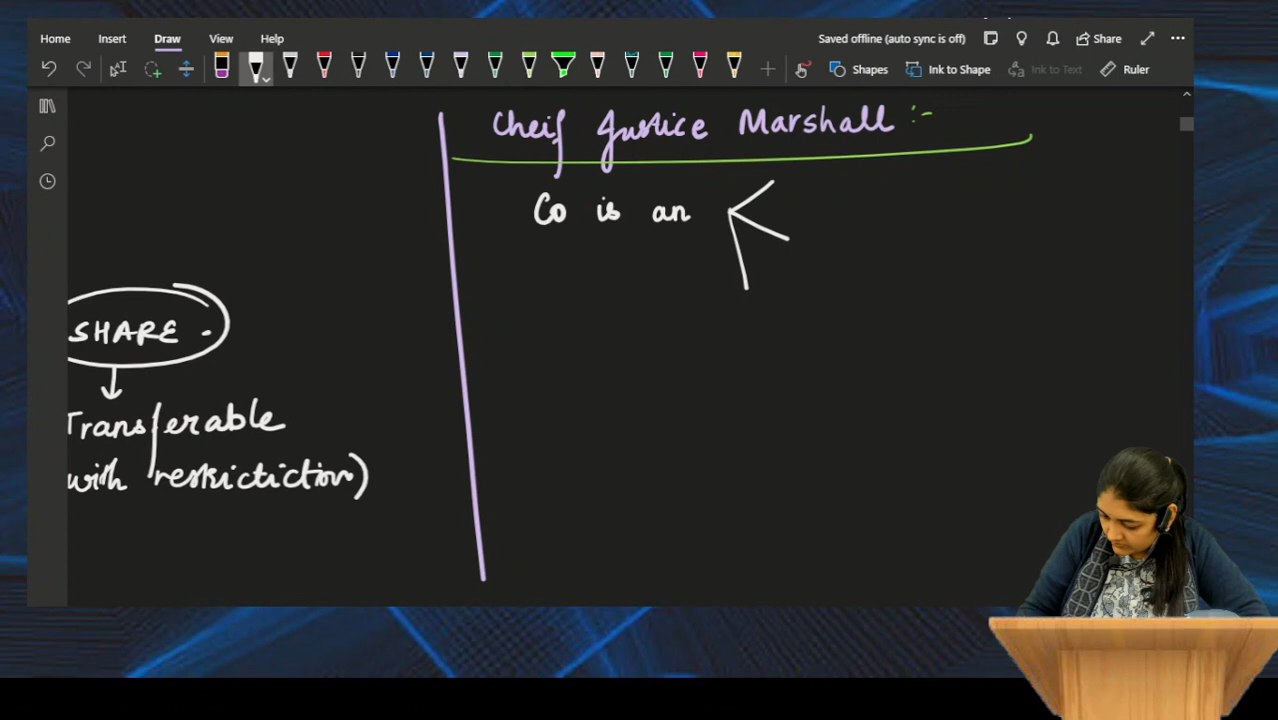 Home Insert Draw View Help Saved offline (auto sync is off) Share
Shapes Ink to Shape Ink to Text Ruler
Cheif Justice Marshall :-
Co is an
SHARE
Transferable
with restrictiction)